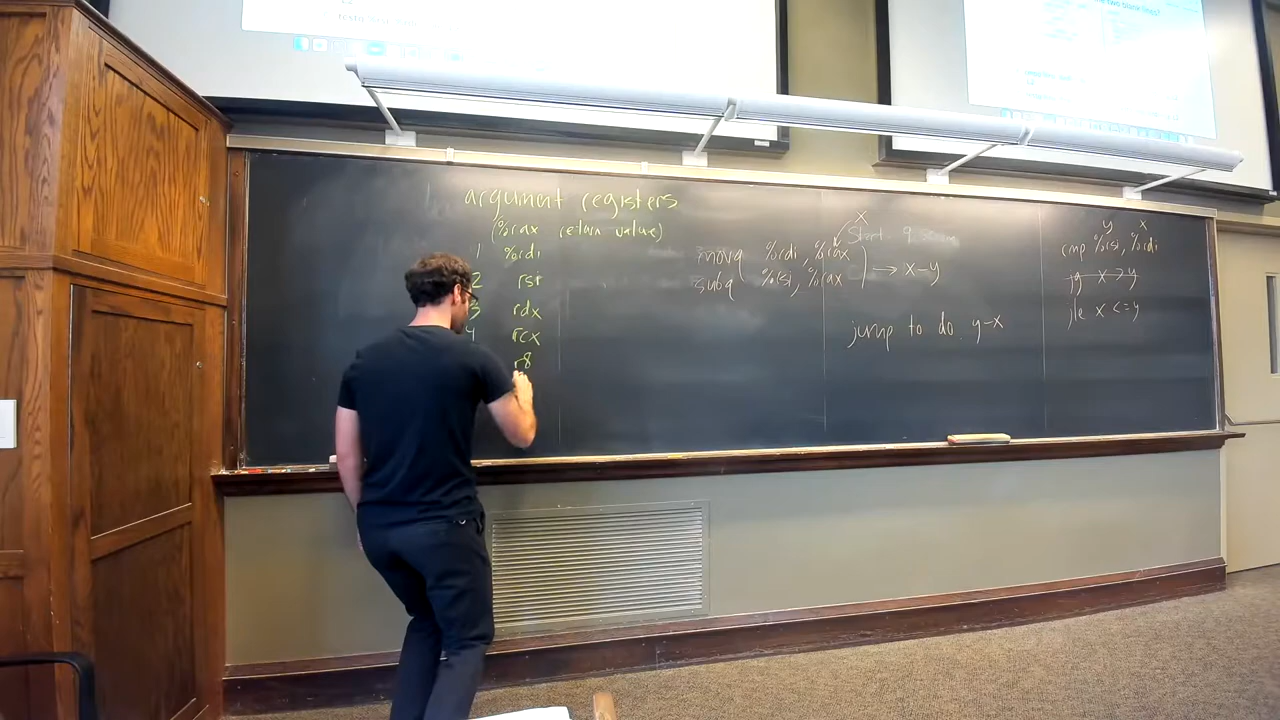 argument registers
(%rax return value)
1 %rdi
2 rsi
3 rdx
4 rcx
r8
x
movq %rdi, %rax
subq %rsi, %rax
→ x-y
jump to do y-x
y x
cmp %rsi, %rdi
jg x > y
jle x <= y